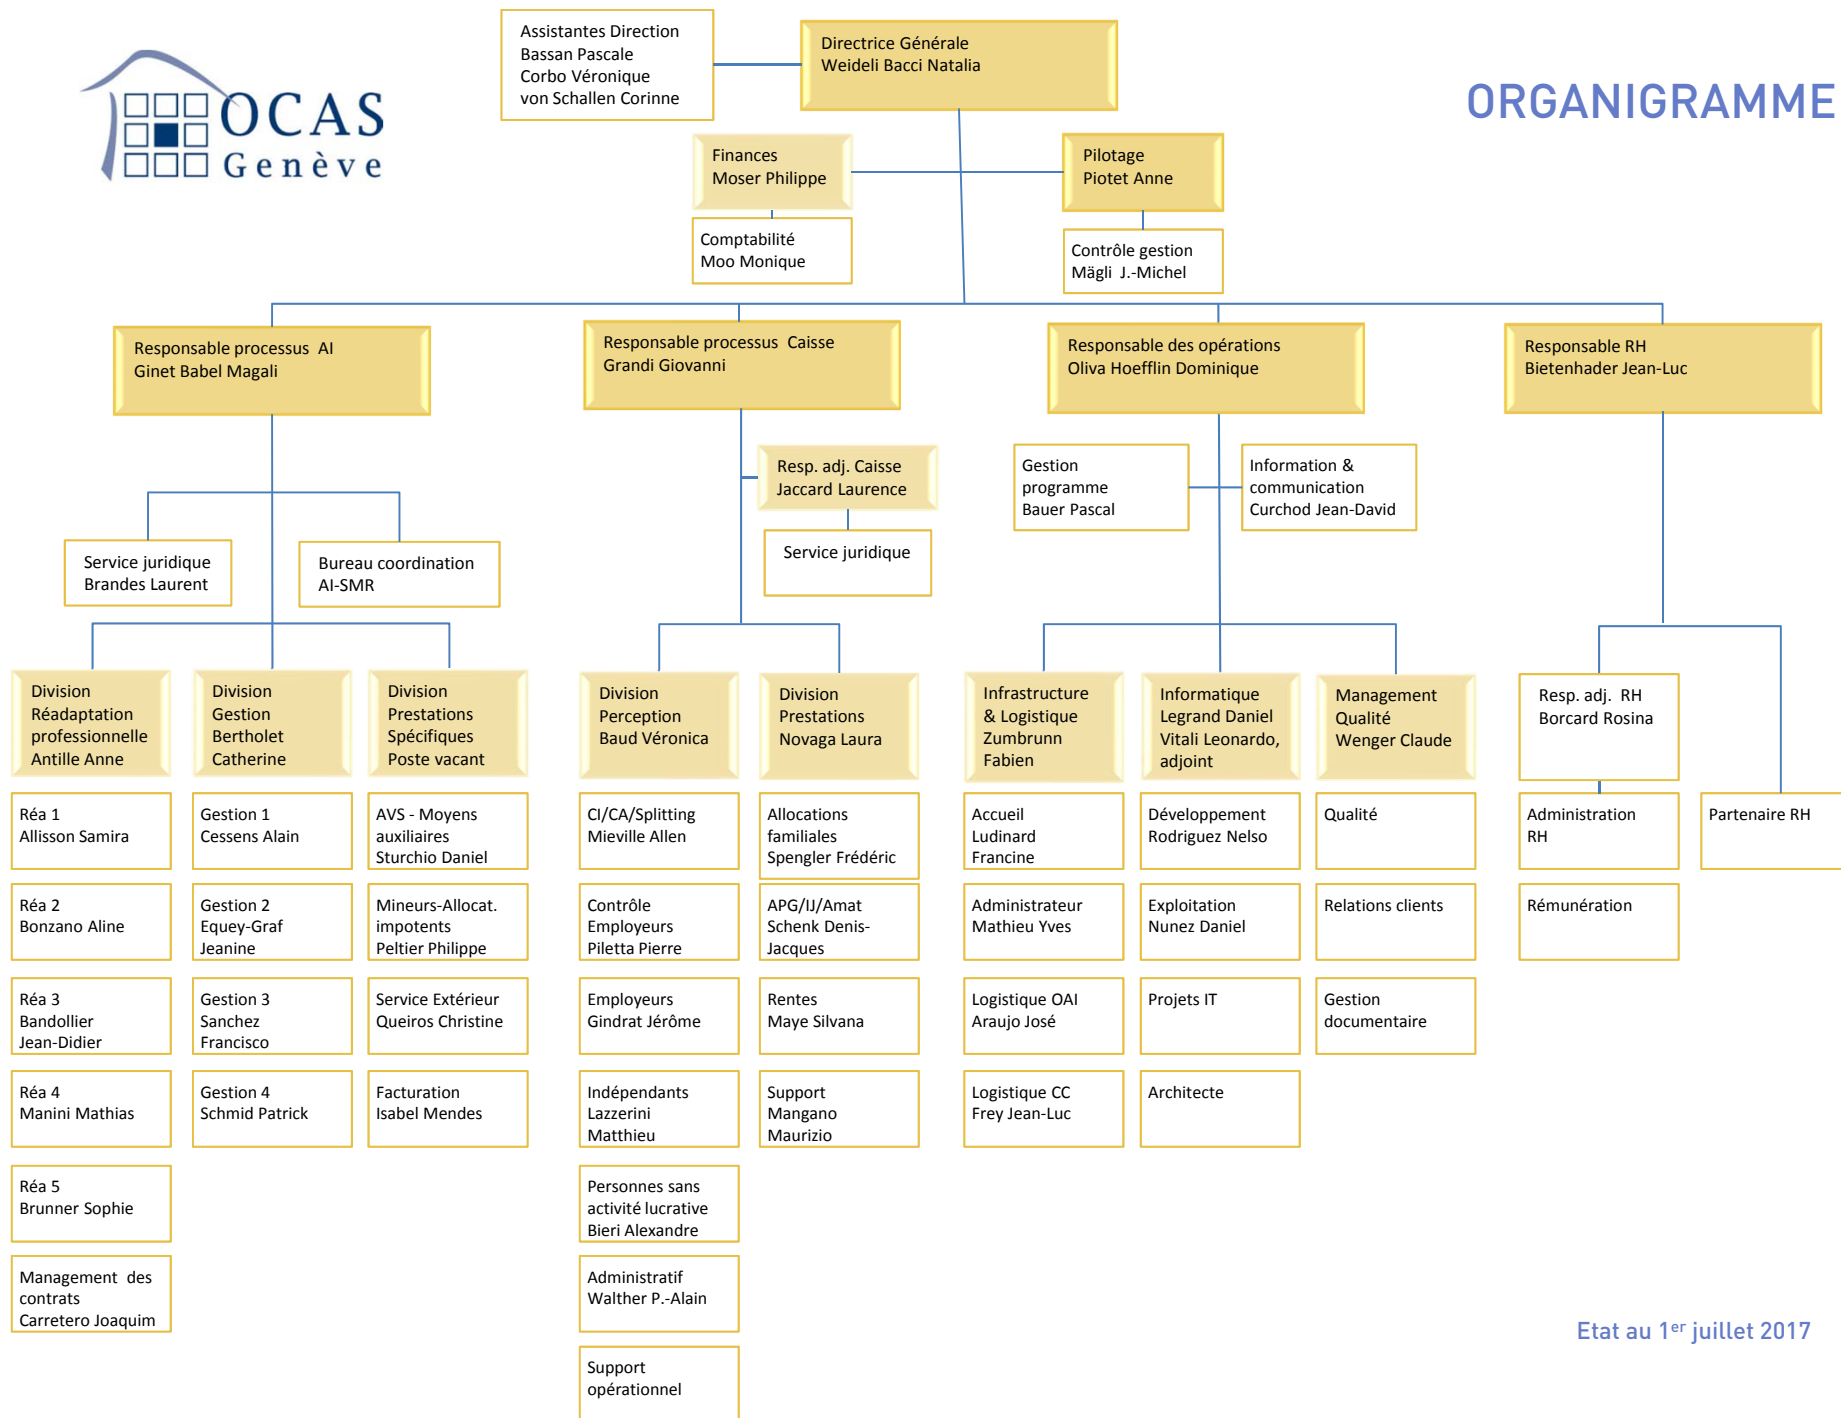 OCAS
Genève
ORGANIGRAMME
Assistantes Direction
Bassan Pascale
Corbo Véronique
von Schallen Corinne
Directrice Générale
Weideli Bacci Natalia
Finances
Moser Philippe
Pilotage
Piotet Anne
Comptabilité
Moo Monique
Contrôle gestion
Mägli J.-Michel
Responsable processus AI
Ginet Babel Magali
Responsable processus Caisse
Grandi Giovanni
Responsable des opérations
Oliva Hoefflin Dominique
Responsable RH
Bietenhader Jean-Luc
Resp. adj. Caisse
Jaccard Laurence
Gestion
programme
Bauer Pascal
Information &
communication
Curchod Jean-David
Service juridique
Brandes Laurent
Bureau coordination
AI-SMR
Service juridique
Division
Réadaptation
professionnelle
Antille Anne
Division
Gestion
Bertholet
Catherine
Division
Prestations
Spécifiques
Poste vacant
Division
Perception
Baud Véronica
Division
Prestations
Novaga Laura
Infrastructure
& Logistique
Zumbrunn
Fabien
Informatique
Legrand Daniel
Vitali Leonardo,
adjoint
Management
Qualité
Wenger Claude
Resp. adj. RH
Borcard Rosina
Réa 1
Allisson Samira
Gestion 1
Cessens Alain
AVS - Moyens
auxiliaires
Sturchio Daniel
CI/CA/Splitting
Mieville Allen
Allocations
familiales
Spengler Frédéric
Accueil
Ludinard
Francine
Développement
Rodriguez Nelso
Qualité
Administration
RH
Partenaire RH
Réa 2
Bonzano Aline
Gestion 2
Equey-Graf
Jeanine
Mineurs-Allocat.
impotents
Peltier Philippe
Contrôle
Employeurs
Piletta Pierre
APG/IJ/Amat
Schenk Denis-
Jacques
Administrateur
Mathieu Yves
Exploitation
Nunez Daniel
Relations clients
Rémunération
Réa 3
Bandollier
Jean-Didier
Gestion 3
Sanchez
Francisco
Service Extérieur
Queiros Christine
Employeurs
Gindrat Jérôme
Rentes
Maye Silvana
Logistique OAI
Araujo José
Projets IT
Gestion
documentaire
Réa 4
Manini Mathias
Gestion 4
Schmid Patrick
Facturation
Isabel Mendes
Indépendants
Lazzerini
Matthieu
Support
Mangano
Maurizio
Logistique CC
Frey Jean-Luc
Architecte
Réa 5
Brunner Sophie
Personnes sans
activité lucrative
Bieri Alexandre
Management des
contrats
Carretero Joaquim
Administratif
Walther P.-Alain
Support
opérationnel
Etat au 1er juillet 2017